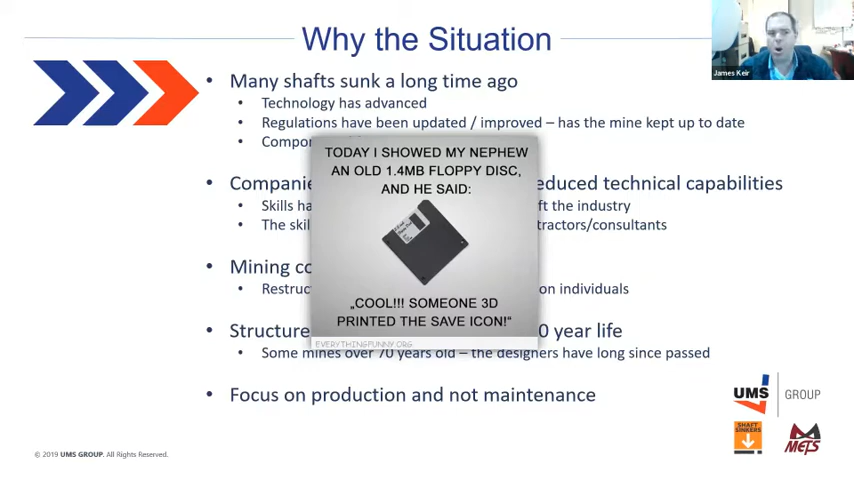 Why the Situation
James Keir
• Many shafts sunk a long time ago
• Technology has advanced
• Regulations have been updated / improved – has the mine kept up to date
• Compon
• Companie educed technical capabilities
• Skills ha ft the industry
• The skil tractors/consultants
• Mining co
• Restruc on individuals
• Structure 0 year life
• Some mines over 70 years old – the designers have long since passed
• Focus on production and not maintenance
TODAY I SHOWED MY NEPHEW
AN OLD 1.4MB FLOPPY DISC,
AND HE SAID:
„COOL!!! SOMEONE 3D
PRINTED THE SAVE ICON!“
EVERYTHINGFUNNY.ORG
UMS GROUP
SHAFT
SINKERS
METS
© 2019 UMS GROUP. All Rights Reserved.